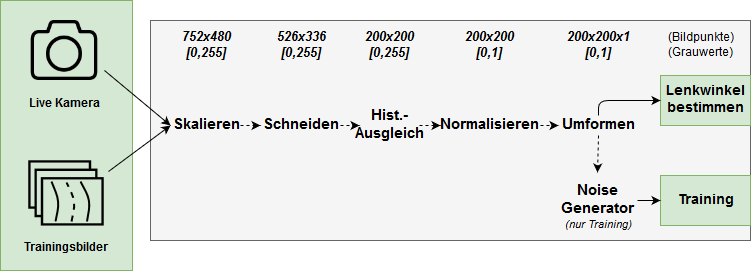 752x480 526x336 200x200 200x200 200x200x1 (Bildpunkte)
[0,255] [0,255] [0,255] [0,1] [0,1] (Grauwerte)
Live Kamera
Lenkwinkel
bestimmen
Skalieren Schneiden Hist.-
Ausgleich Normalisieren Umformen
Trainingsbilder
Noise
Generator
(nur Training)
Training